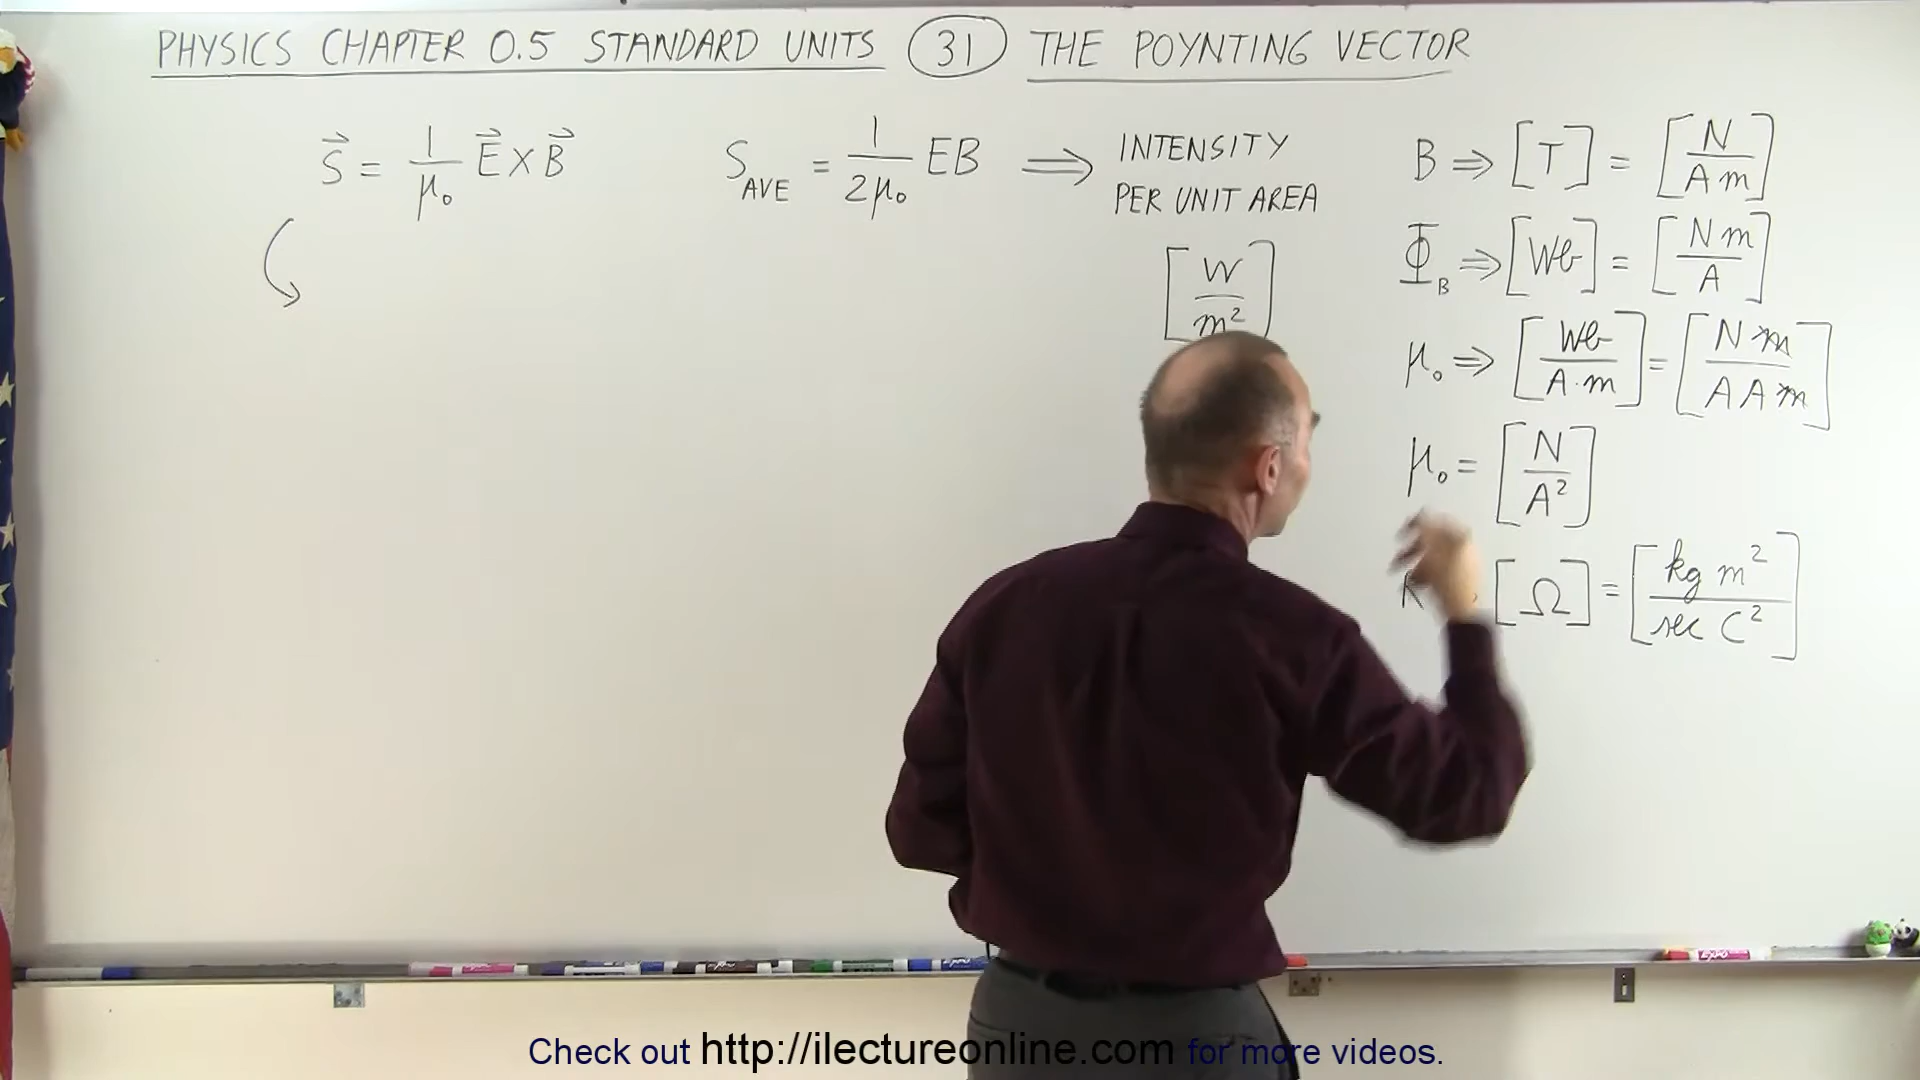 PHYSICS CHAPTER 0.5 STANDARD UNITS 31 THE POYNTING VECTOR
S⃗ = 1/μ₀ E⃗ × B⃗
S_AVE = 1/2μ₀ EB ⟹ INTENSITY
PER UNIT AREA
[W/m²]
B ⇒ [T] = [N/A m]
Φ_B ⇒ [Wb] = [N m/A]
μ₀ ⇒ [Wb/A·m] = [N m/A A m]
μ₀ = [N/A²]
[Ω] = [kg m²/sec C²]
EXPO
Check out http://ilectureonline.com for more videos.